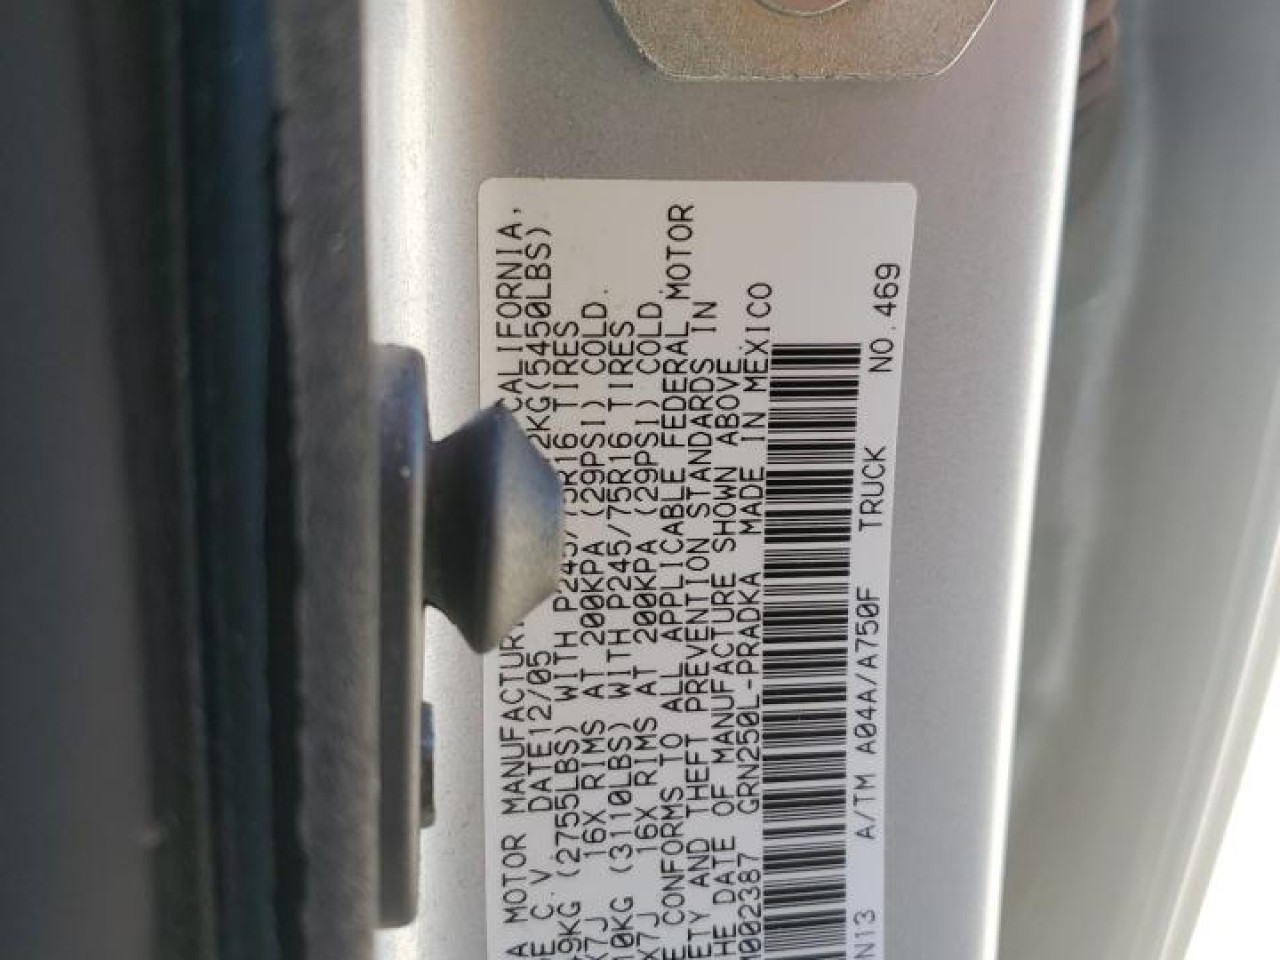 A MOTOR MANUFACTUR CALIFORNIA,
E C. V. DATE12/05 2KG(5450LBS)
9KG (2755LBS) WITH P245/75R16 TIRES
X7J 16X RIMS AT 200KPA (29PSI) COLD.
10KG (3110LBS) WITH P245/75R16 TIRES
X7J 16X RIMS AT 200KPA (29PSI) COLD.
E CONFORMS TO ALL APPLICABLE FEDERAL MOTOR
ETY AND THEFT PREVENTION STANDARDS IN
HE DATE OF MANUFACTURE SHOWN ABOVE
M002387 GRN250L-PRADKA MADE IN MEXICO
N13 A/TM A04A/A750F TRUCK NO.469